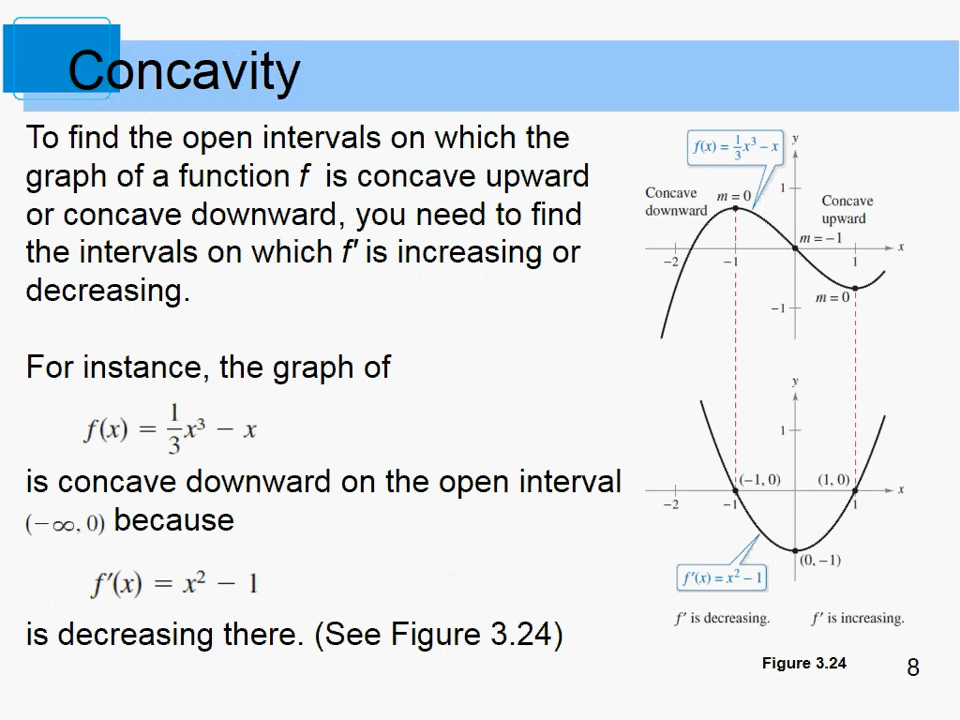 Concavity
To find the open intervals on which the
graph of a function f is concave upward
or concave downward, you need to find
the intervals on which f′ is increasing or
decreasing.
For instance, the graph of
f(x) = 1/3 x³ − x
is concave downward on the open interval
(−∞, 0) because
f′(x) = x² − 1
is decreasing there. (See Figure 3.24)
f(x) = 1/3 x³ − x
y
Concave
downward
m = 0
1
Concave
upward
m = −1
x
−2
−1
1
m = 0
−1
y
1
(−1, 0)
(1, 0)
x
−2
−1
1
(0, −1)
f′(x) = x² − 1
f′ is decreasing.
f′ is increasing.
Figure 3.24
8